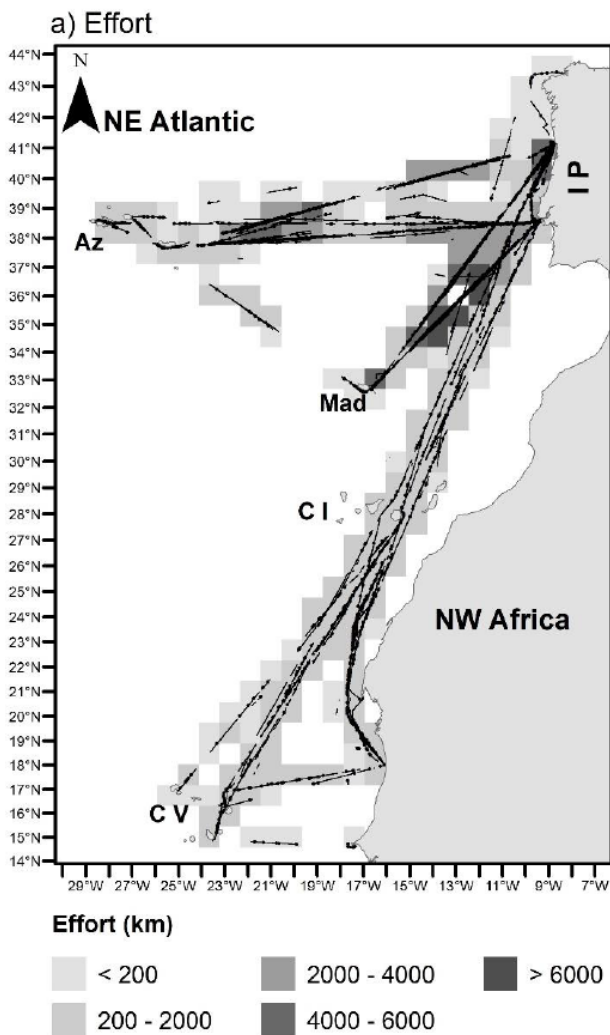 a) Effort
44°N
43°N
42°N
41°N
40°N
39°N
38°N
37°N
36°N
35°N
34°N
33°N
32°N
31°N
30°N
29°N
28°N
27°N
26°N
25°N
24°N
23°N
22°N
21°N
20°N
19°N
18°N
17°N
16°N
15°N
14°N
N
NE Atlantic
I P
Az
Mad
C I
NW Africa
C V
29°W 27°W 25°W 23°W 21°W 19°W 17°W 15°W 13°W 11°W 9°W 7°W
Effort (km)
< 200 2000 - 4000 > 6000
200 - 2000 4000 - 6000